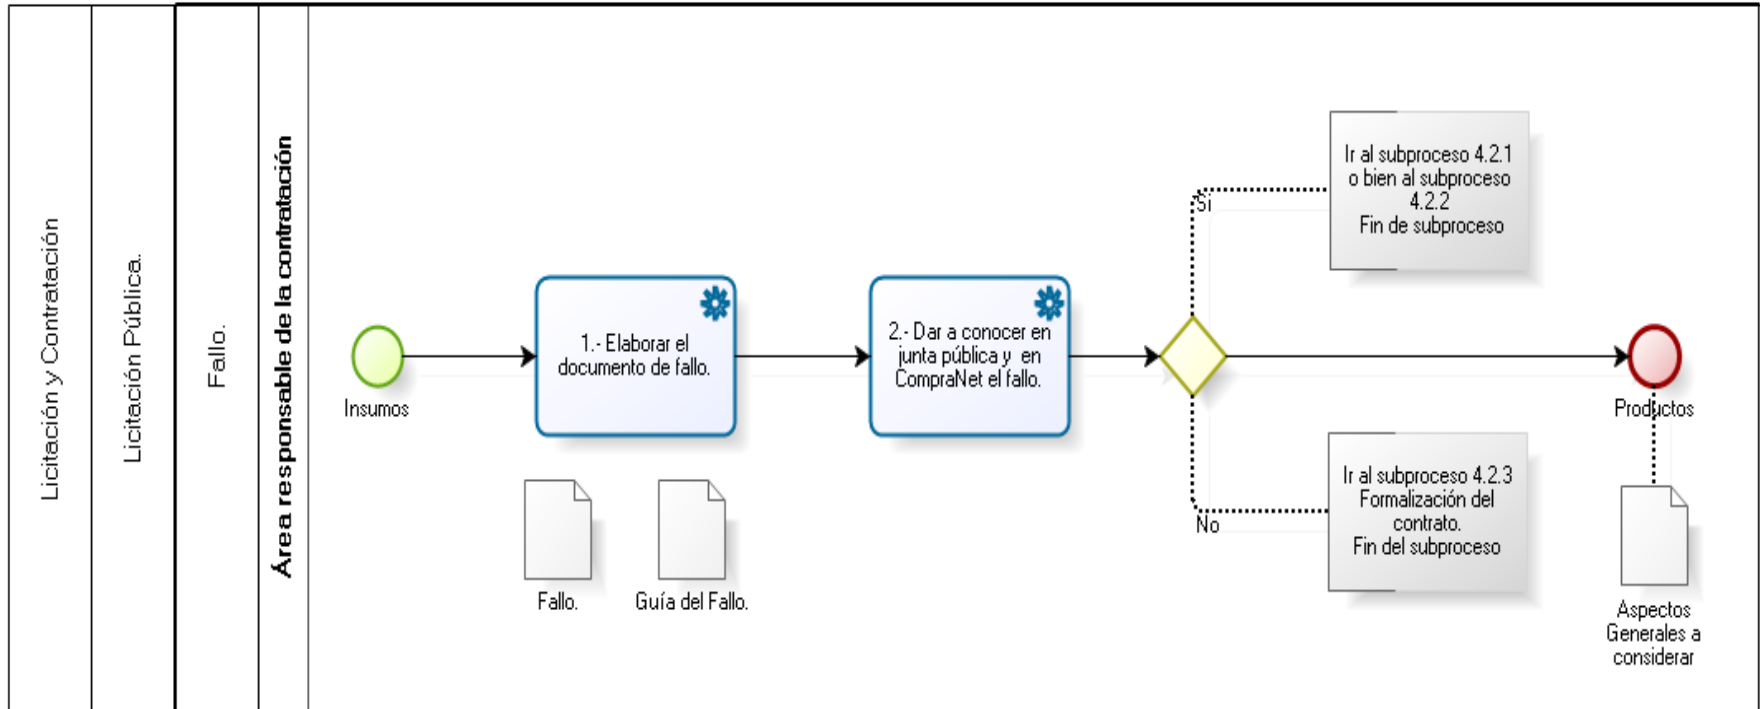 Licitación y Contratación
Licitación Pública.
Fallo.
Área responsable de la contratación
Insumos
1.- Elaborar el
documento de fallo.
Fallo.
Guía del Fallo.
2.- Dar a conocer en
junta pública y en
CompraNet el fallo.
Si
Ir al subproceso 4.2.1
o bien al subproceso
4.2.2
Fin de subproceso
No
Ir al subproceso 4.2.3
Formalización del
contrato.
Fin del subproceso
Productos
Aspectos
Generales a
considerar